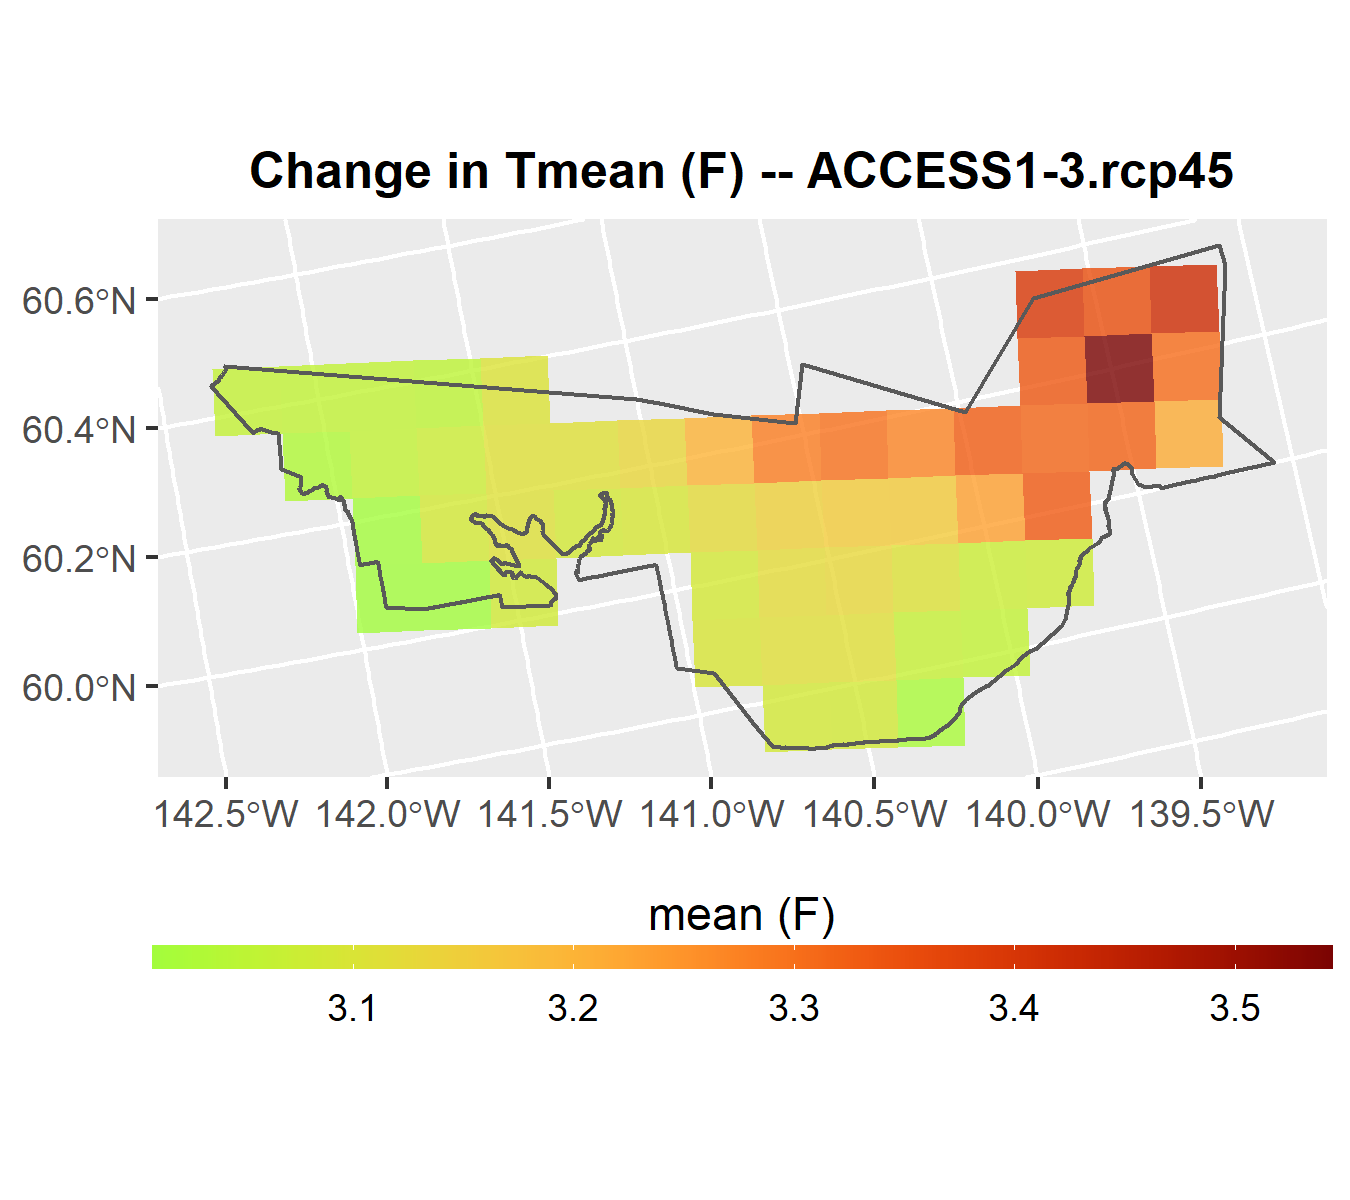 Change in Tmean (F) -- ACCESS1-3.rcp45
60.6°N
60.4°N
60.2°N
60.0°N
142.5°W 142.0°W 141.5°W 141.0°W 140.5°W 140.0°W 139.5°W
mean (F)
3.1 3.2 3.3 3.4 3.5